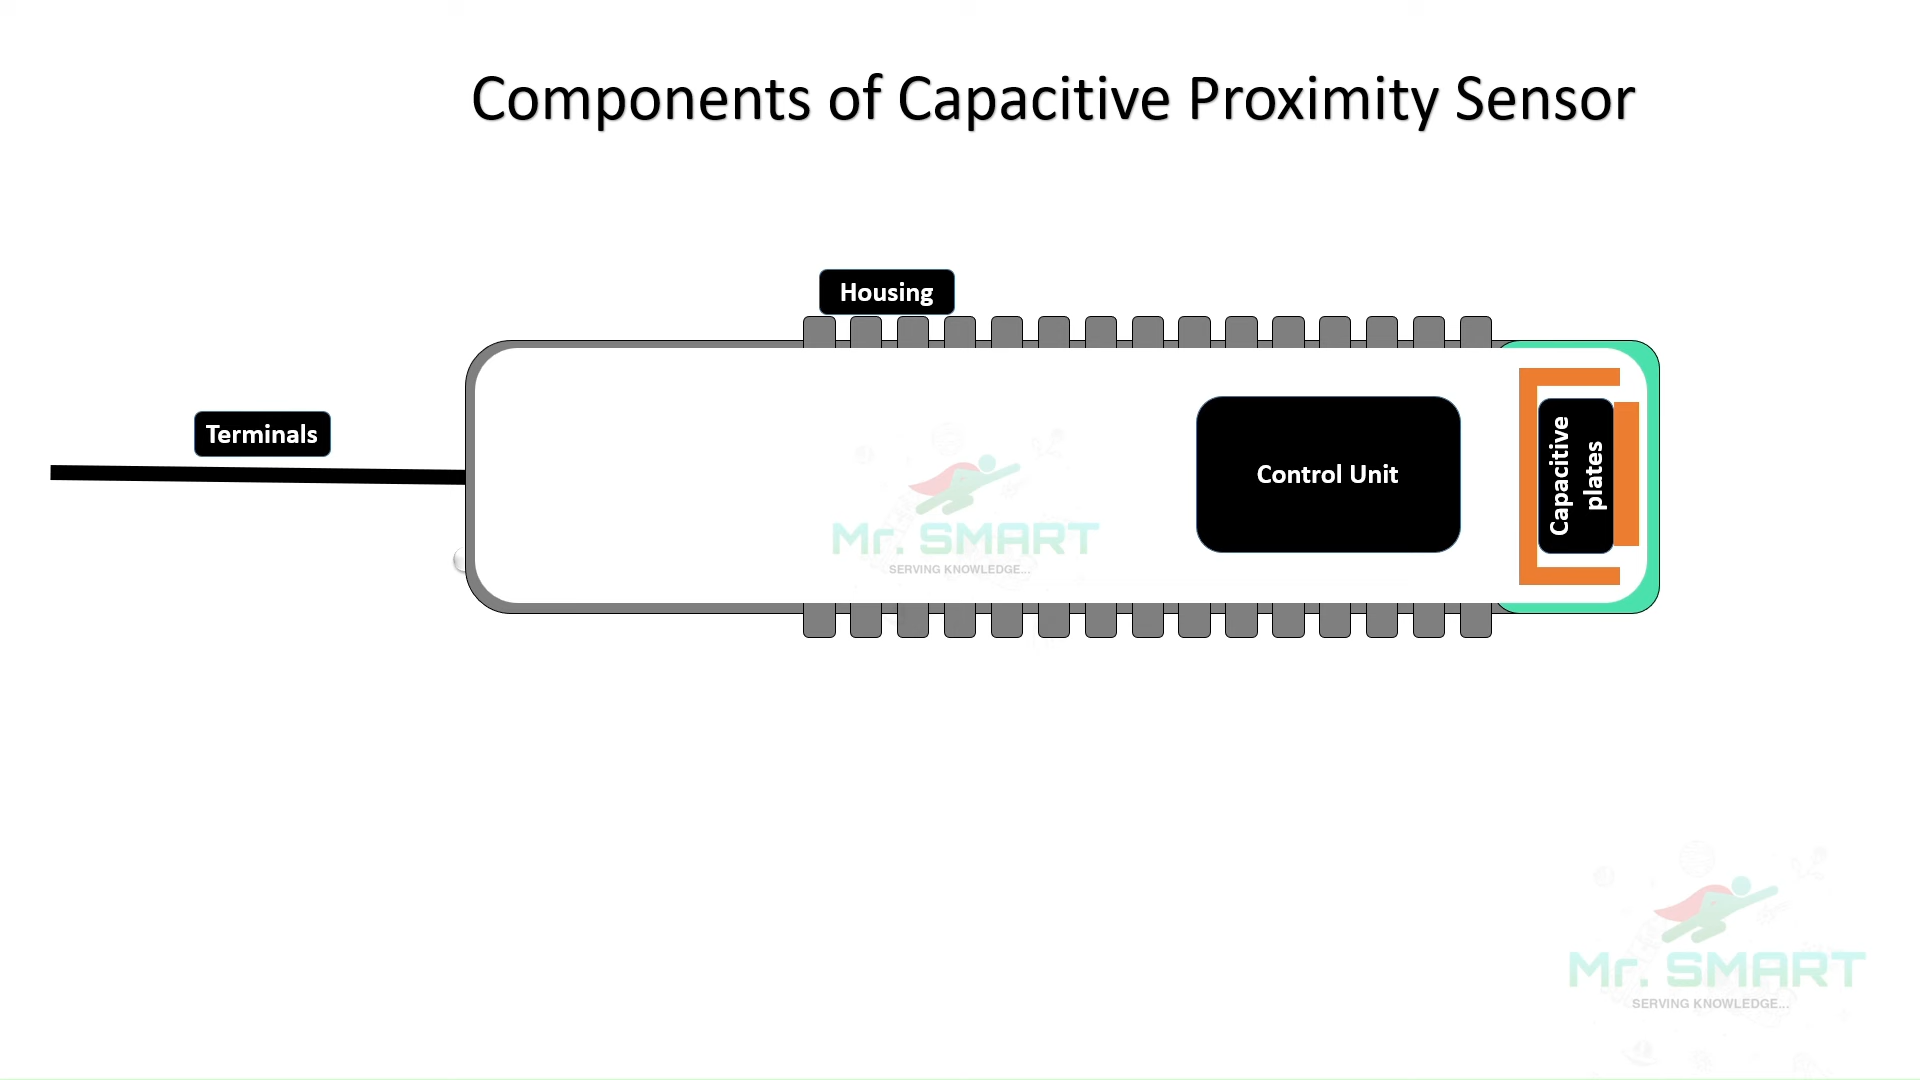 Components of Capacitive Proximity Sensor
Housing
Terminals
Control Unit
Capacitive
plates
Mr. SMART
SERVING KNOWLEDGE...
Mr. SMART
SERVING KNOWLEDGE...